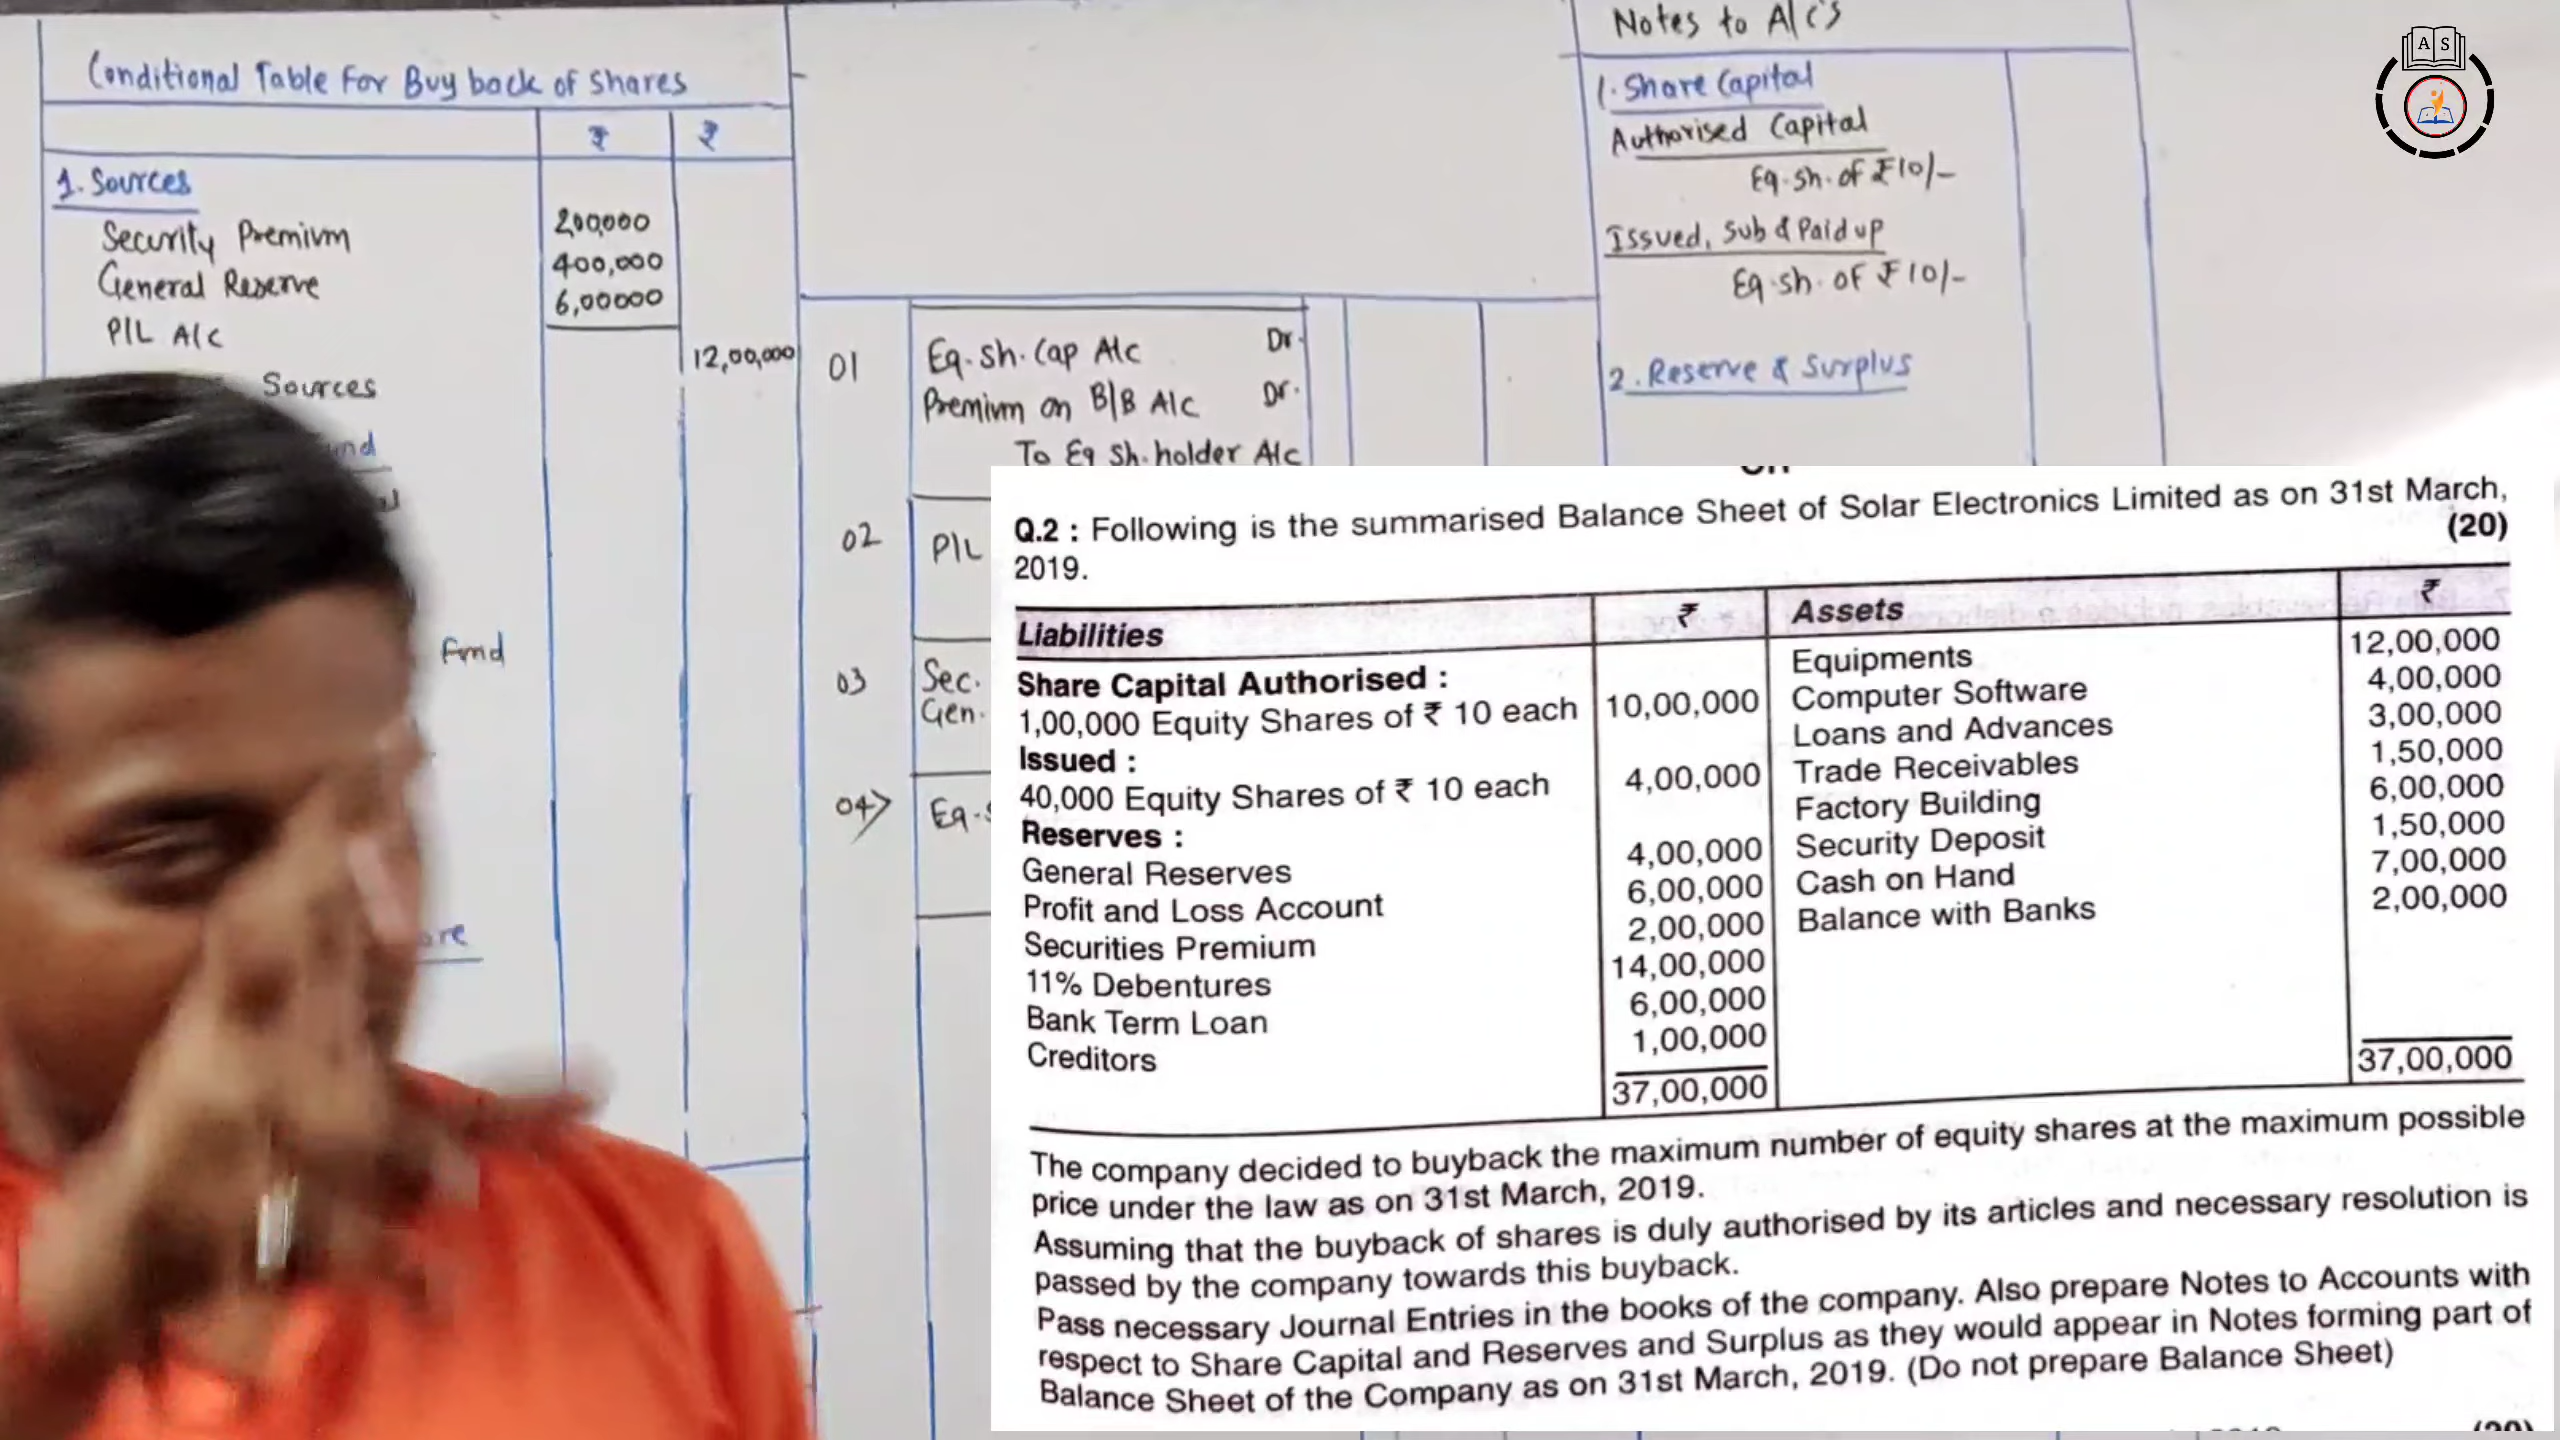 Conditional Table For Buy back of Shares
₹ ₹
1. Sources
Security Premium 2,00,000
General Reserve 400,000
P/L A/c 6,00000
12,00,000
Sources
fund
01 Eq. Sh. Cap A/c Dr.
Premium on B/B A/c Dr.
To Eq Sh. holder A/c
02 P/L
03 Sec.
Gen.
04> Eq.
Notes to A/c's
1. Share Capital
Authorised Capital
Eq. sh. of ₹10/-
Issued, Sub & Paid up
Eq. sh. of ₹10/-
2. Reserve & Surplus
A S
Q.2 : Following is the summarised Balance Sheet of Solar Electronics Limited as on 31st March,
2019. (20)
Liabilities ₹ Assets ₹
Share Capital Authorised : Equipments 12,00,000
1,00,000 Equity Shares of ₹ 10 each 10,00,000 Computer Software 4,00,000
Issued : Loans and Advances 3,00,000
40,000 Equity Shares of ₹ 10 each 4,00,000 Trade Receivables 1,50,000
Reserves : Factory Building 6,00,000
General Reserves 4,00,000 Security Deposit 1,50,000
Profit and Loss Account 6,00,000 Cash on Hand 7,00,000
Securities Premium 2,00,000 Balance with Banks 2,00,000
11% Debentures 14,00,000
Bank Term Loan 6,00,000
Creditors 1,00,000
37,00,000 37,00,000
The company decided to buyback the maximum number of equity shares at the maximum possible
price under the law as on 31st March, 2019.
Assuming that the buyback of shares is duly authorised by its articles and necessary resolution is
passed by the company towards this buyback.
Pass necessary Journal Entries in the books of the company. Also prepare Notes to Accounts with
respect to Share Capital and Reserves and Surplus as they would appear in Notes forming part of
Balance Sheet of the Company as on 31st March, 2019. (Do not prepare Balance Sheet)